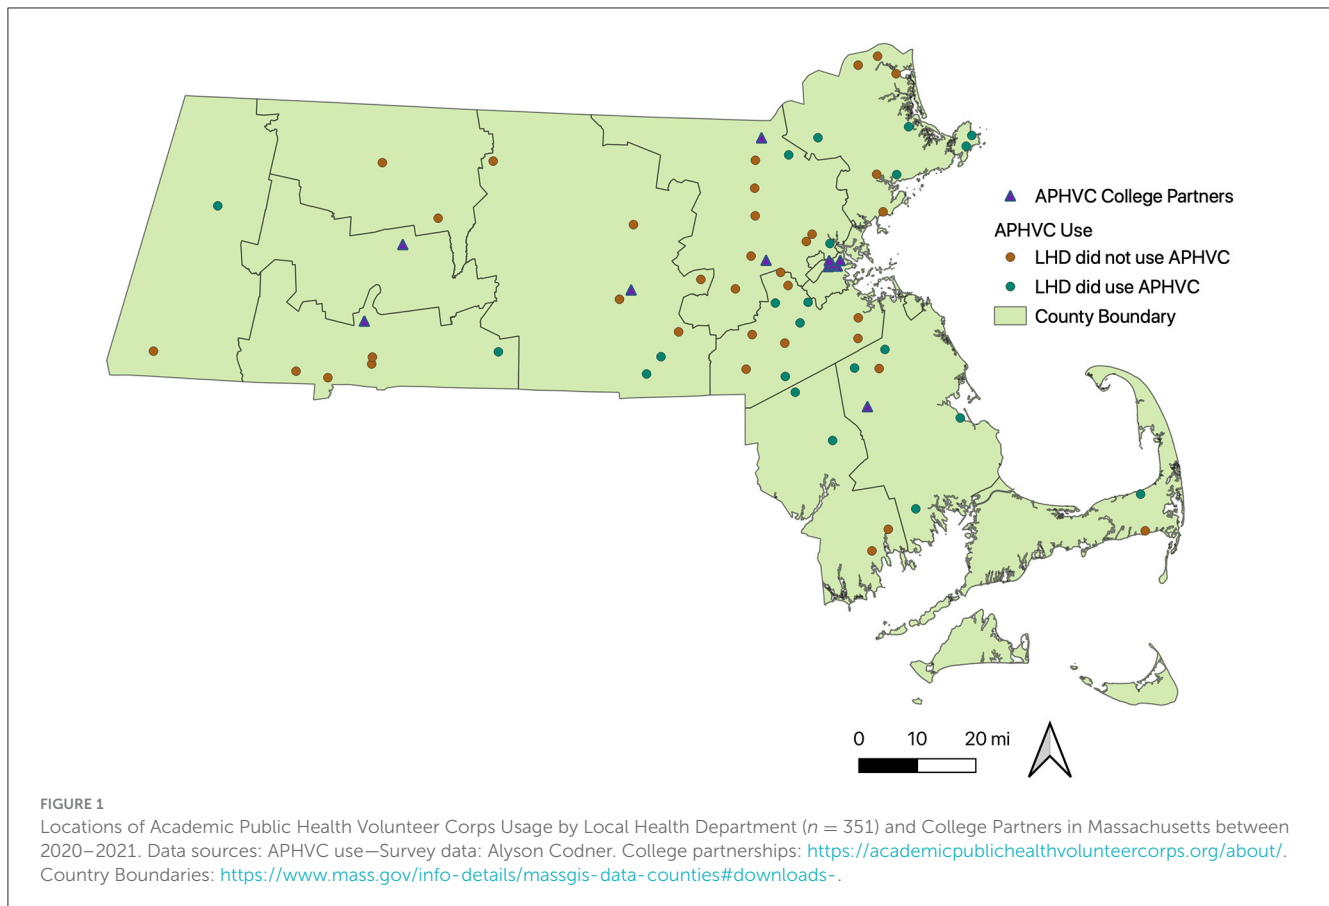 APHVC College Partners
APHVC Use
LHD did not use APHVC
LHD did use APHVC
County Boundary
0 10 20 mi
FIGURE 1
Locations of Academic Public Health Volunteer Corps Usage by Local Health Department (n = 351) and College Partners in Massachusetts between
2020–2021. Data sources: APHVC use—Survey data: Alyson Codner. College partnerships: https://academicpublichealthvolunteercorps.org/about/.
Country Boundaries: https://www.mass.gov/info-details/massgis-data-counties#downloads-.